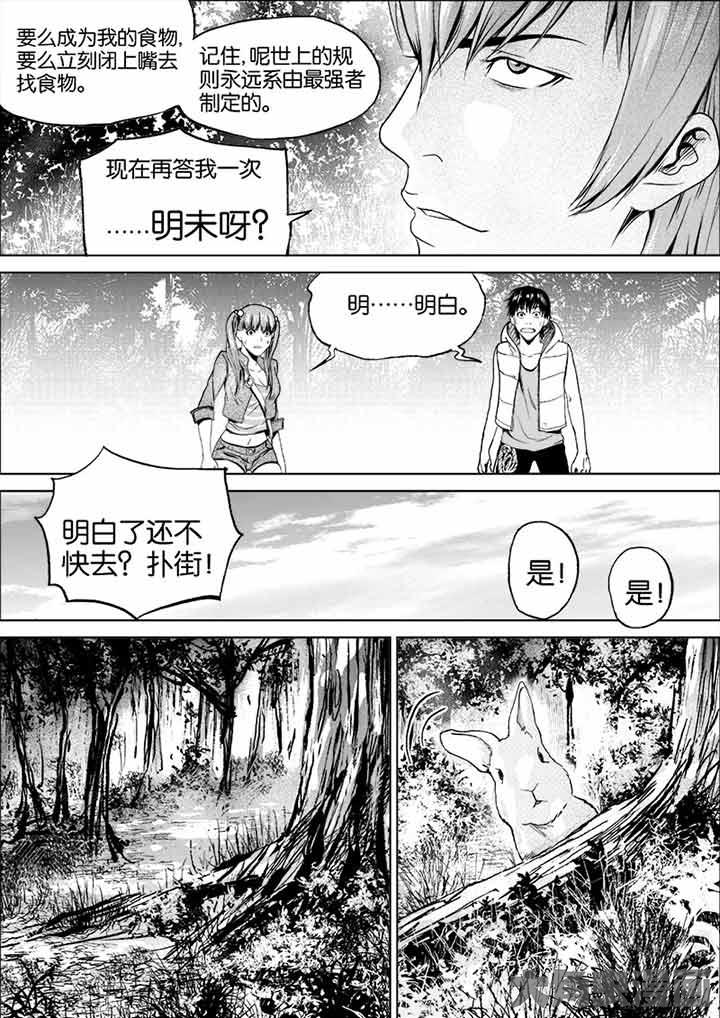 记住，呢世上的规
则永远系由最强者
制定的。
要么成为我的食物，
要么立刻闭上嘴去
找食物。
现在再答我一次
……明未呀？
明……明白。
明白了还不
快去？扑街！
是！
是！